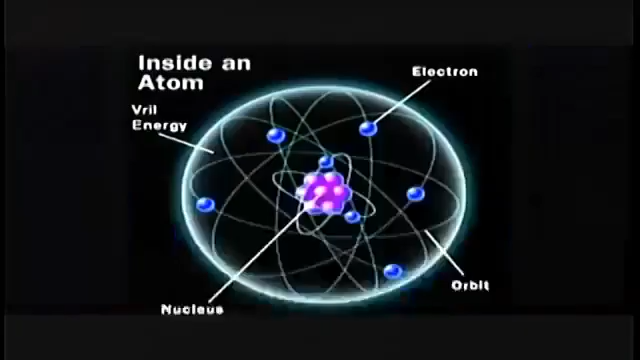 Inside an
Atom
Electron
Vril
Energy
Orbit
Nucleus